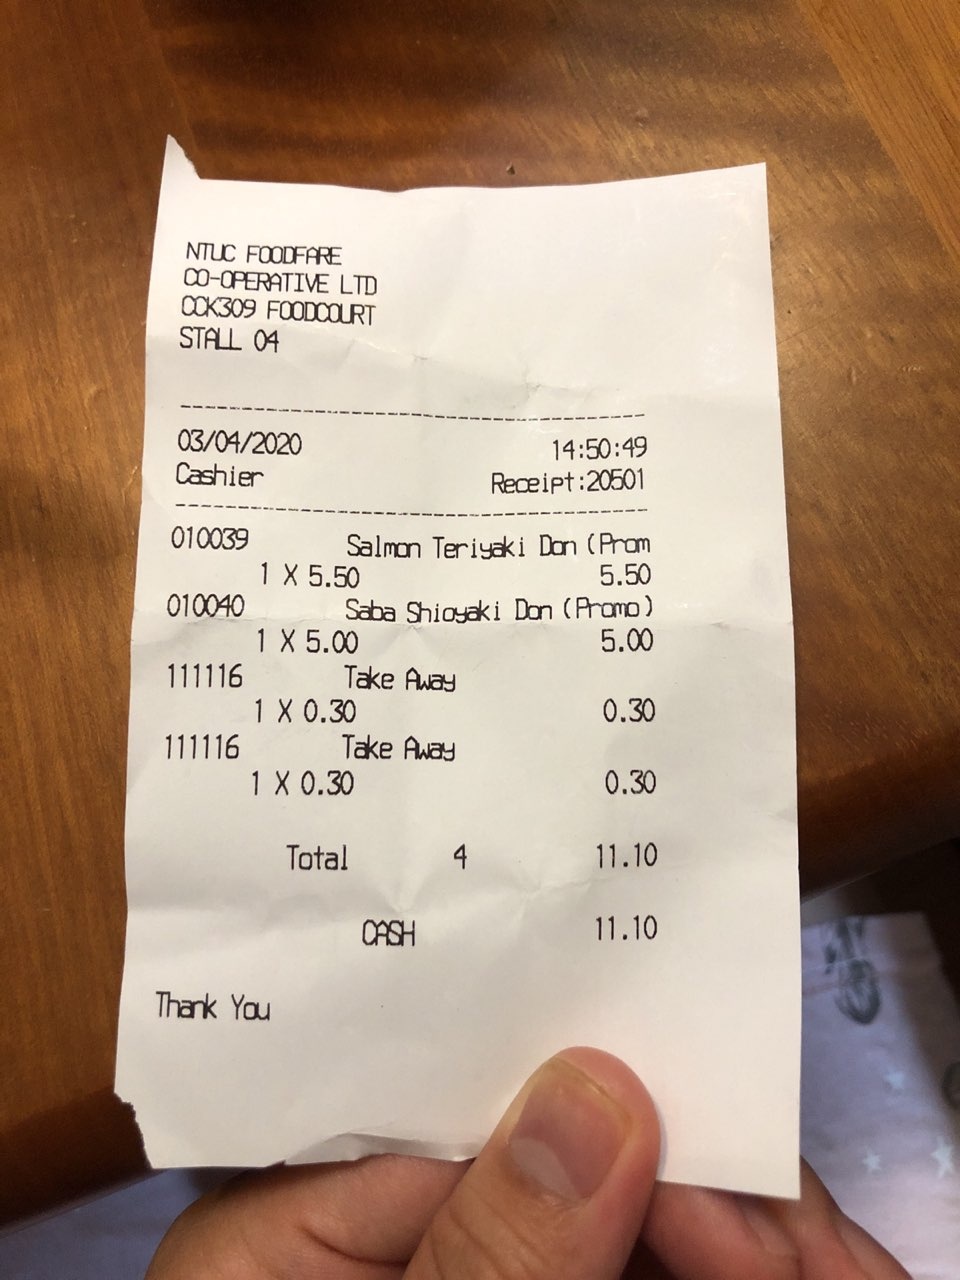 NTUC FOODFARE
CO-OPERATIVE LTD
CCK309 FOODCOURT
STALL 04
--------------------------------------------
03/04/2020 14:50:49
Cashier Receipt:20501
--------------------------------------------
010039 Salmon Teriyaki Don (Prom
1 X 5.50 5.50
010040 Saba Shioyaki Don (Promo)
1 X 5.00 5.00
111116 Take Away
1 X 0.30 0.30
111116 Take Away
1 X 0.30 0.30
Total 4 11.10
CASH 11.10
Thank You